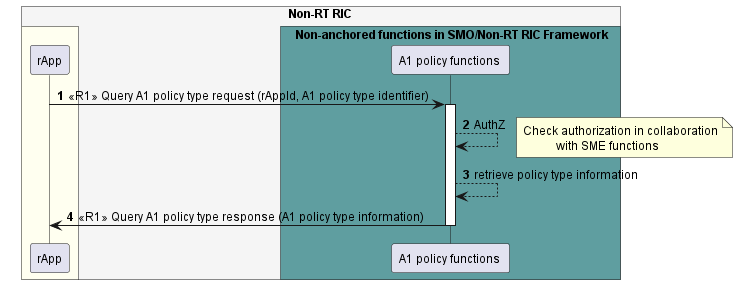 Non-RT RIC
Non-anchored functions in SMO/Non-RT RIC Framework
rApp
A1 policy functions
1 «R1» Query A1 policy type request (rAppId, A1 policy type identifier)
2 AuthZ
Check authorization in collaboration
with SME functions
3 retrieve policy type information
4 «R1» Query A1 policy type response (A1 policy type information)
rApp
A1 policy functions